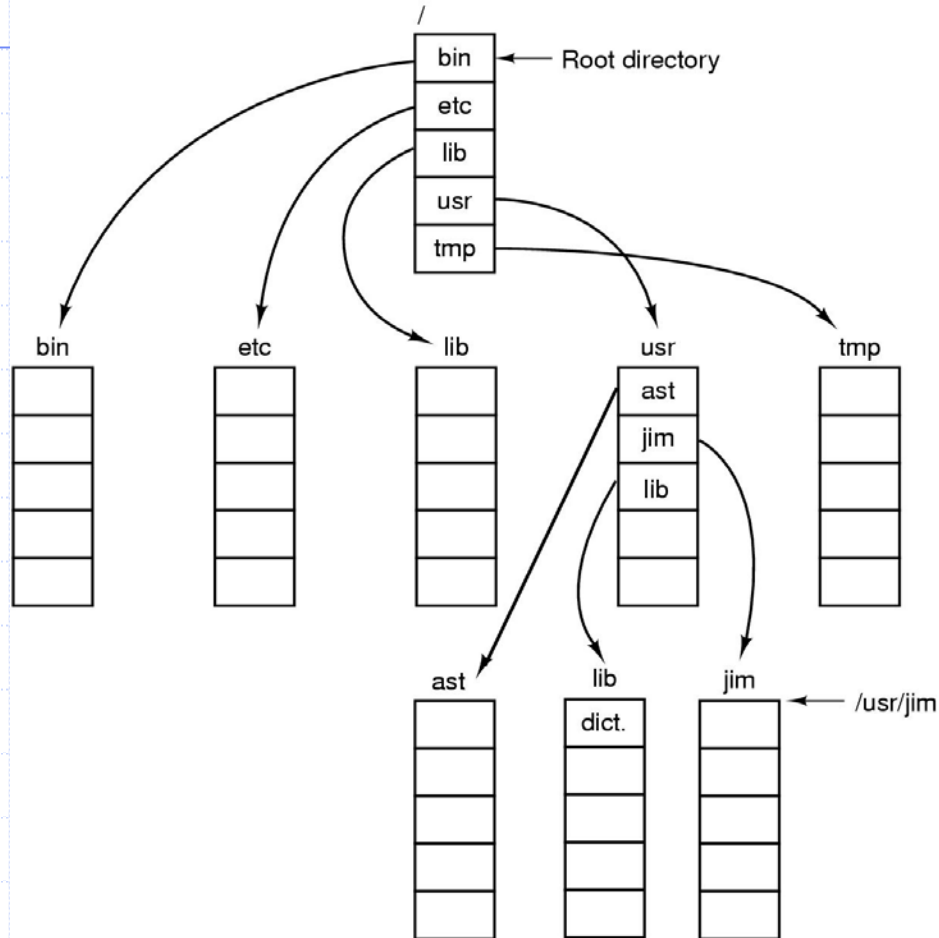 /
bin
Root directory
etc
lib
usr
tmp
bin
etc
lib
usr
tmp
ast
jim
lib
ast
lib
jim
/usr/jim
dict.